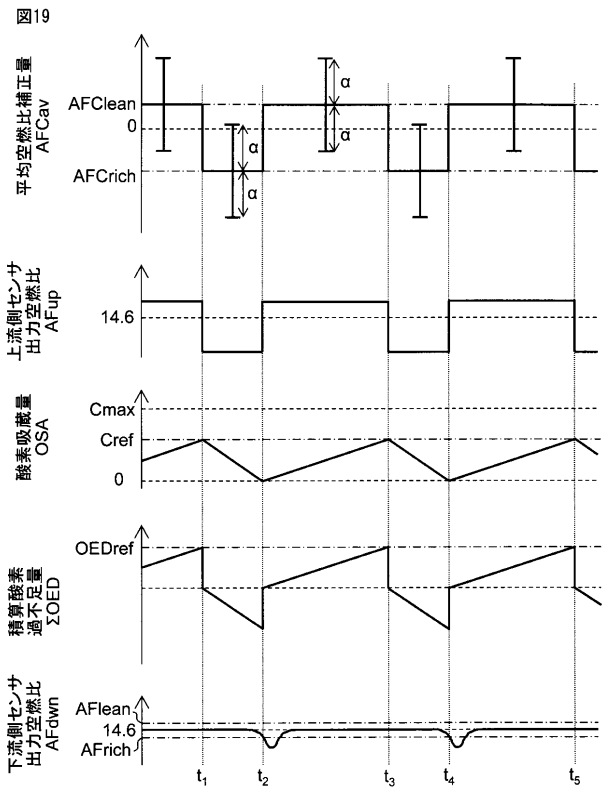 図19
平均空燃比補正量
AFCav
AFClean
0
AFCrich
α
α
α
α
上流側センサ
出力空燃比
AFup
14.6
酸素吸蔵量
OSA
Cmax
Cref
0
積算酸素
過不足量
ΣOED
OEDref
下流側センサ
出力空燃比
AFdwn
AFlean
14.6
AFrich
t1 t2 t3 t4 t5